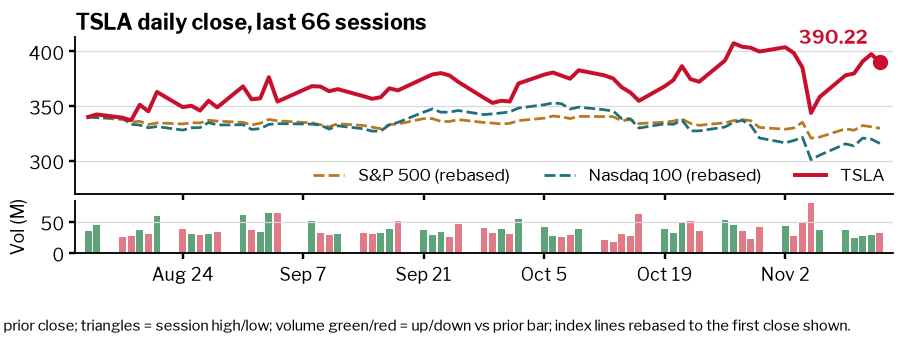 TSLA daily close, last 66 sessions
390.22
400
350
300
S&P 500 (rebased)
Nasdaq 100 (rebased)
TSLA
Vol (M)
50
0
Aug 24
Sep 7
Sep 21
Oct 5
Oct 19
Nov 2
prior close; triangles = session high/low; volume green/red = up/down vs prior bar; index lines rebased to the first close shown.